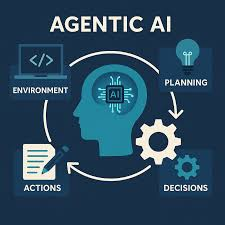 AGENTIC AI
</>
ENVIRONMENT
PLANNING
AI
ACTIONS
DECISIONS